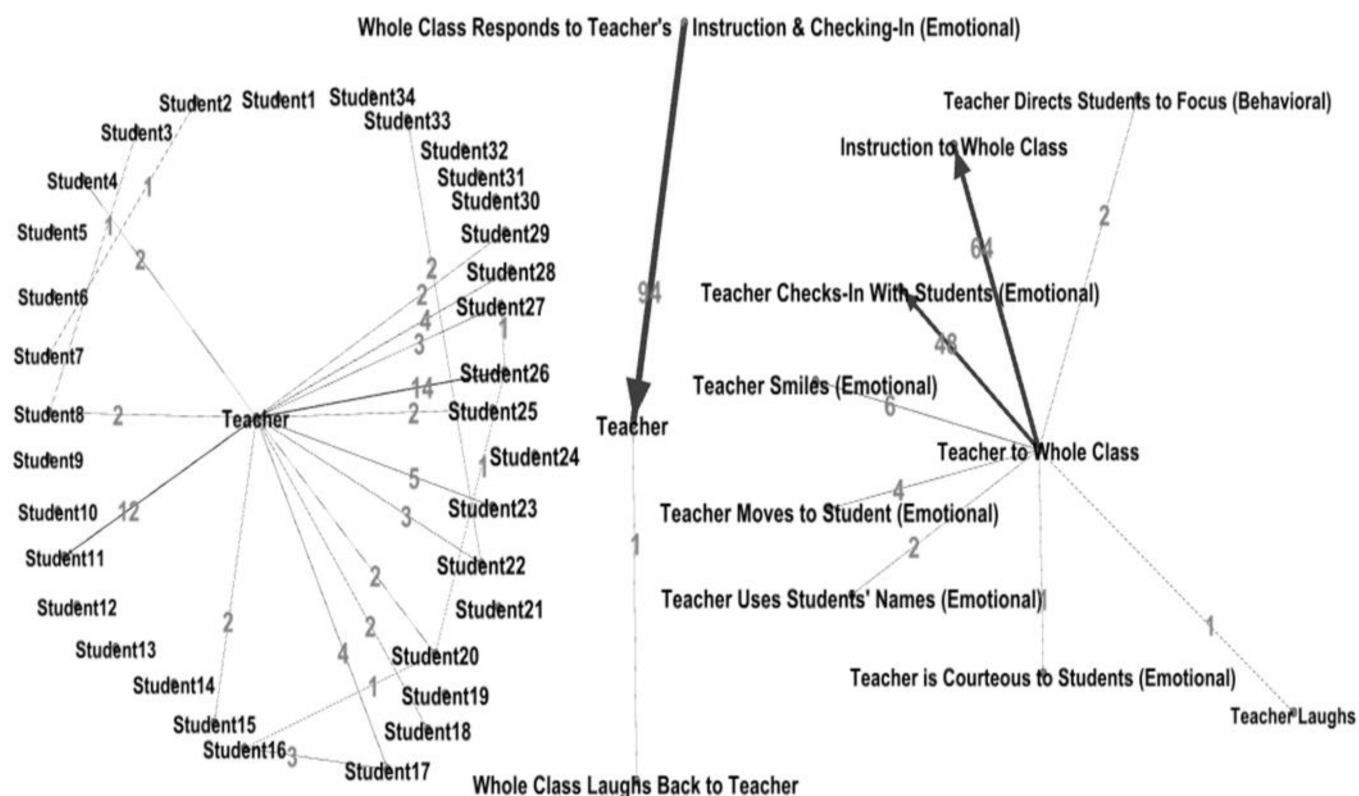 Whole Class Responds to Teacher's Instruction & Checking-In (Emotional)
Student2
Student1
Student34
Student3
Student33
Student4
Student32
Student31
Student30
Student5
Student29
Student6
Student28
Student27
Student7
Student26
Student8
Teacher
Student25
Student9
Student24
Student10
Student23
Student11
Student22
Student12
Student21
Student13
Student20
Student14
Student19
Student15
Student18
Student16
Student17
1
1
2
2
2
4
3
1
14
2
2
1
5
12
3
2
2
2
4
1
3
94
Teacher
1
Whole Class Laughs Back to Teacher
Teacher Directs Students to Focus (Behavioral)
Instruction to Whole Class
2
64
Teacher Checks-In With Students (Emotional)
48
Teacher Smiles (Emotional)
6
Teacher to Whole Class
4
Teacher Moves to Student (Emotional)
2
Teacher Uses Students' Names (Emotional)
1
1
Teacher is Courteous to Students (Emotional)
Teacher Laughs